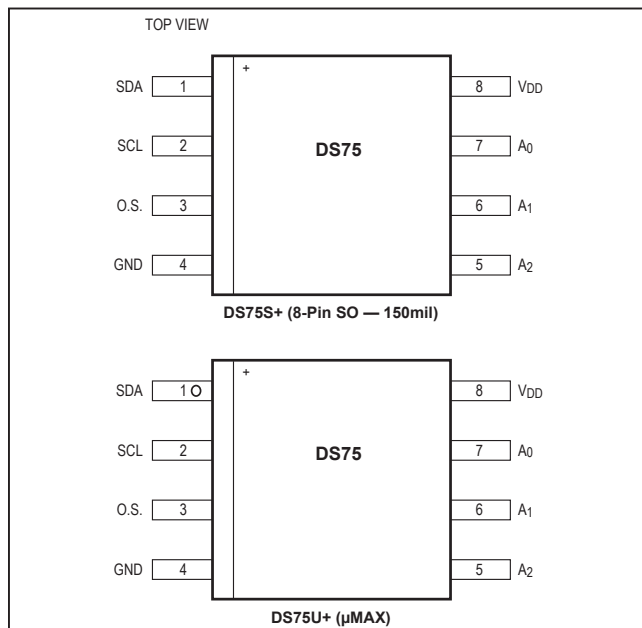 TOP VIEW
+
SDA 1 8 VDD
SCL 2 DS75 7 A0
O.S. 3 6 A1
GND 4 5 A2
DS75S+ (8-Pin SO — 150mil)
+
SDA 1 O 8 VDD
SCL 2 DS75 7 A0
O.S. 3 6 A1
GND 4 5 A2
DS75U+ (µMAX)